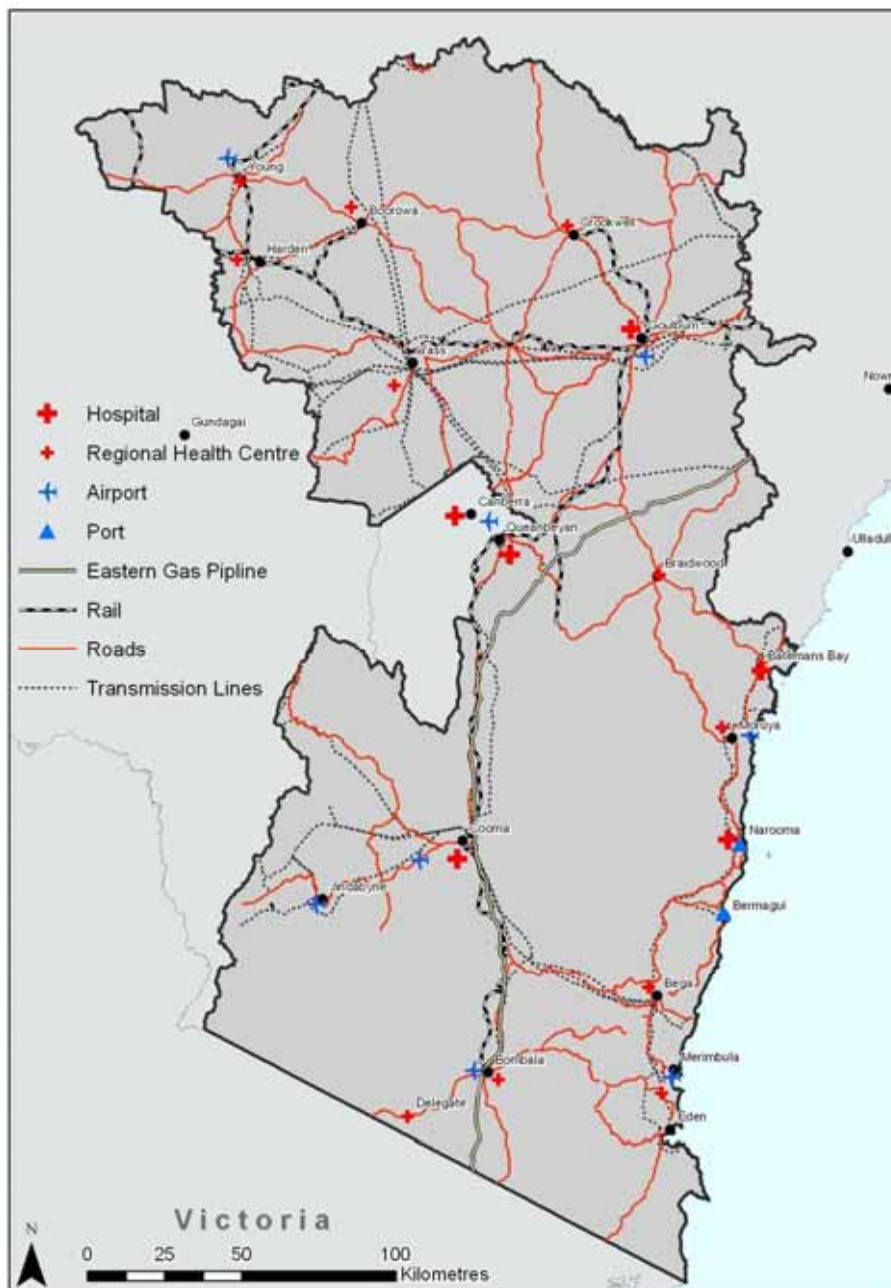 Young
Boorowa
Crookwell
Harden
Goulburn
Yass
Nowr
Hospital
Gundagai
Regional Health Centre
Airport
Canberra
Port
Queanbeyan
Ulladull
Eastern Gas Pipline
Braidwood
Rail
Roads
Batemans Bay
Transmission Lines
Moruya
Cooma
Narooma
Jindabyne
Bermagui
Bega
Bombala
Merimbula
Delegate
Eden
Victoria
N
0 25 50 100
Kilometres